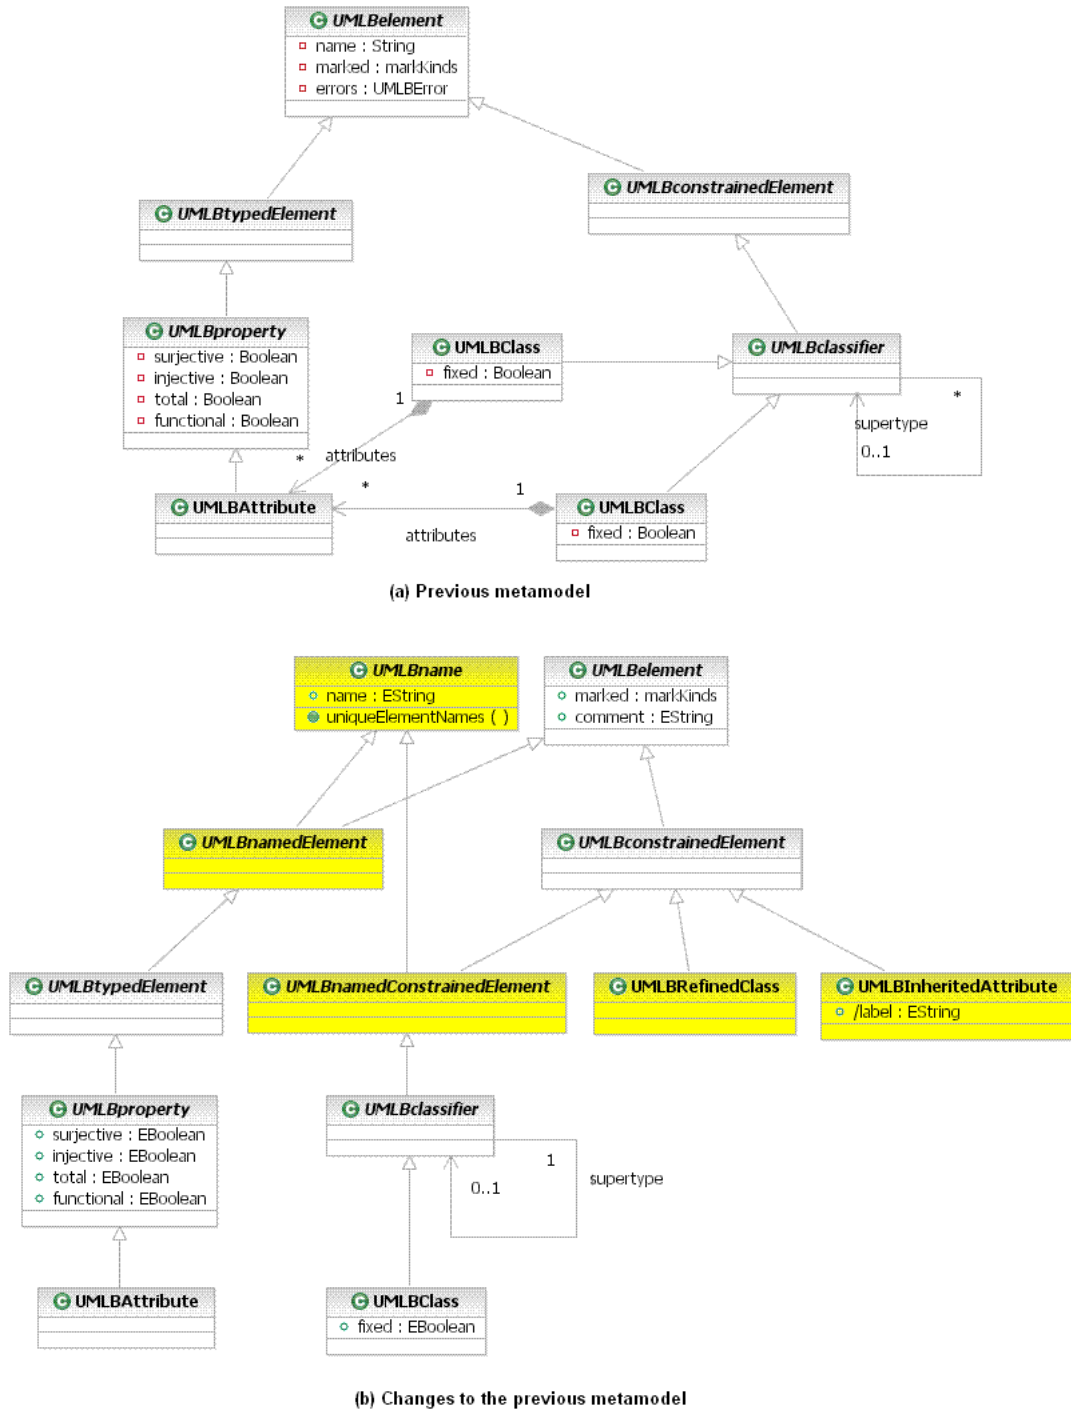 UMLBelement
name : String
marked : markKinds
errors : UMLBError
UMLBtypedElement
UMLBconstrainedElement
UMLBproperty
surjective : Boolean
injective : Boolean
total : Boolean
functional : Boolean
UMLBClass
fixed : Boolean
UMLBclassifier
1
*
supertype
0..1
* attributes
*
1
UMLBAttribute
attributes
UMLBClass
fixed : Boolean
(a) Previous metamodel
UMLBname
name : EString
uniqueElementNames ( )
UMLBelement
marked : markKinds
comment : EString
UMLBnamedElement
UMLBconstrainedElement
UMLBtypedElement
UMLBnamedConstrainedElement
UMLBRefinedClass
UMLBInheritedAttribute
/label : EString
UMLBproperty
surjective : EBoolean
injective : EBoolean
total : EBoolean
functional : EBoolean
UMLBclassifier
1
0..1
supertype
UMLBAttribute
UMLBClass
fixed : EBoolean
(b) Changes to the previous metamodel